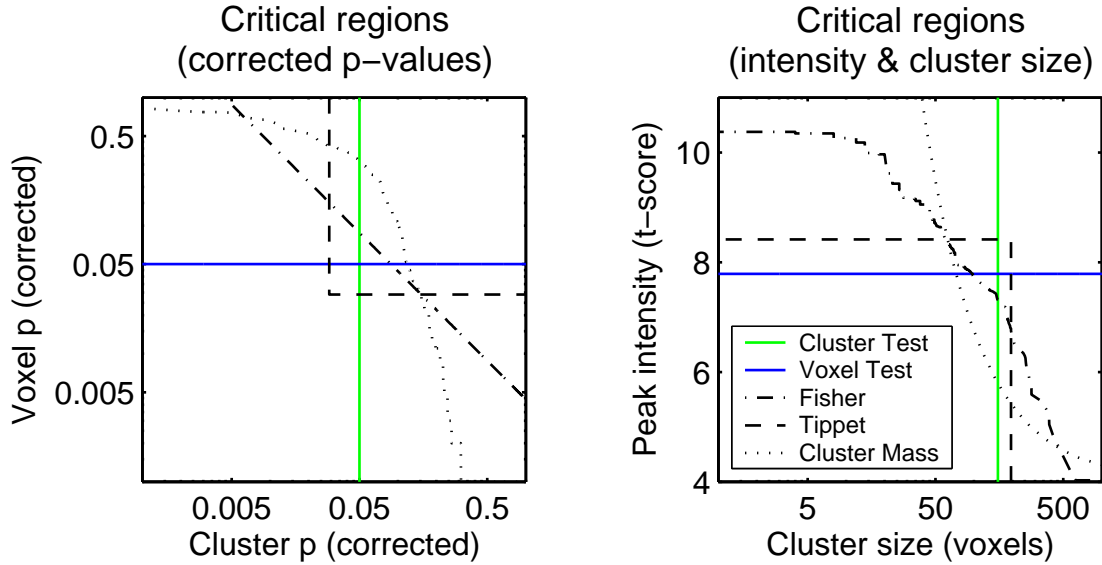 Critical regions
(corrected p−values)
0.5
0.05
0.005
Voxel p (corrected)
0.005
0.05
0.5
Cluster p (corrected)
Critical regions
(intensity & cluster size)
10
8
6
4
Peak intensity (t−score)
Cluster Test
Voxel Test
Fisher
Tippet
Cluster Mass
5
50
500
Cluster size (voxels)